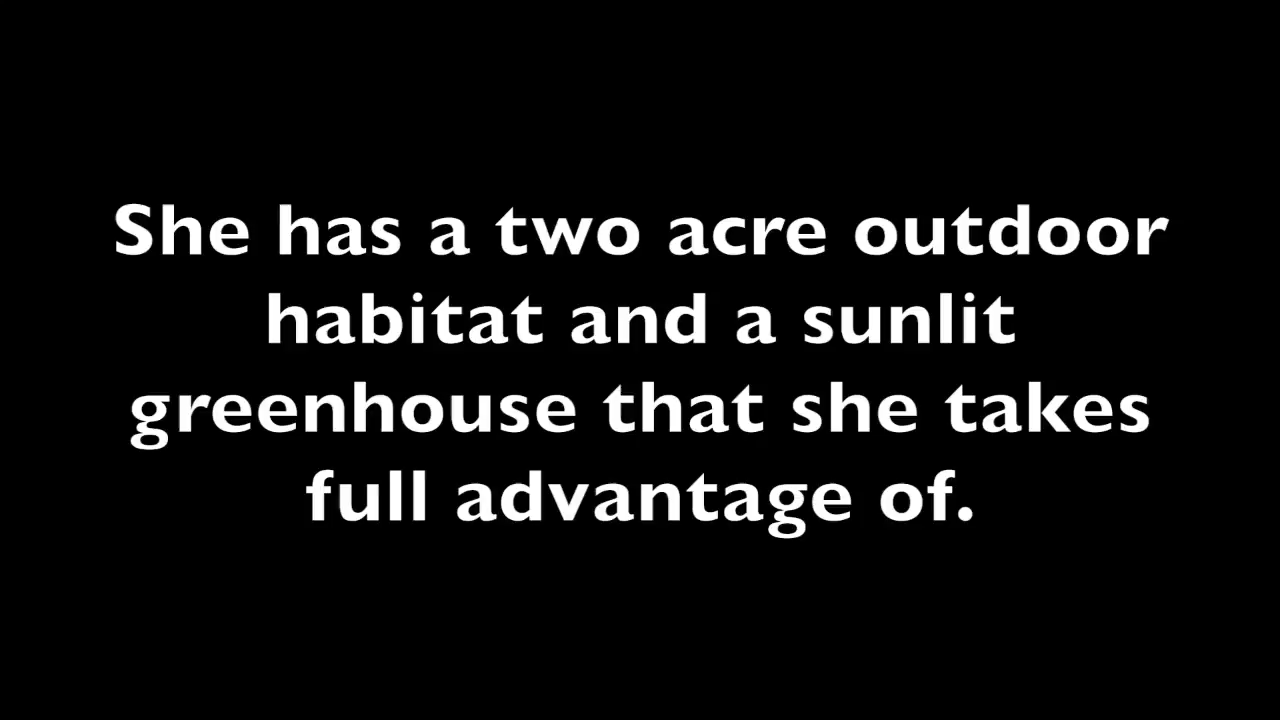 She has a two acre outdoor
habitat and a sunlit
greenhouse that she takes
full advantage of.